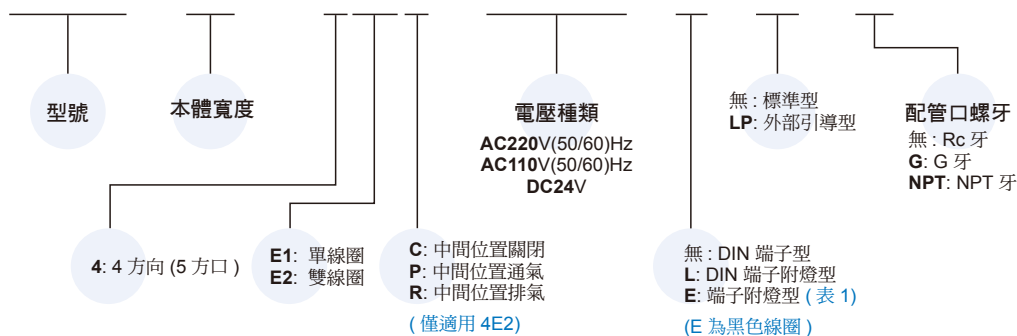 型號
本體寬度
電壓種類
AC220V(50/60)Hz
AC110V(50/60)Hz
DC24V
無 : 標準型
LP: 外部引導型
配管口螺牙
無 : Rc 牙
G: G 牙
NPT: NPT 牙
4: 4 方向 (5 方口 )
E1: 單線圈
E2: 雙線圈
C: 中間位置關閉
P: 中間位置通氣
R: 中間位置排氣
( 僅適用 4E2)
無 : DIN 端子型
L: DIN 端子附燈型
E: 端子附燈型 ( 表 1)
(E 為黑色線圈 )